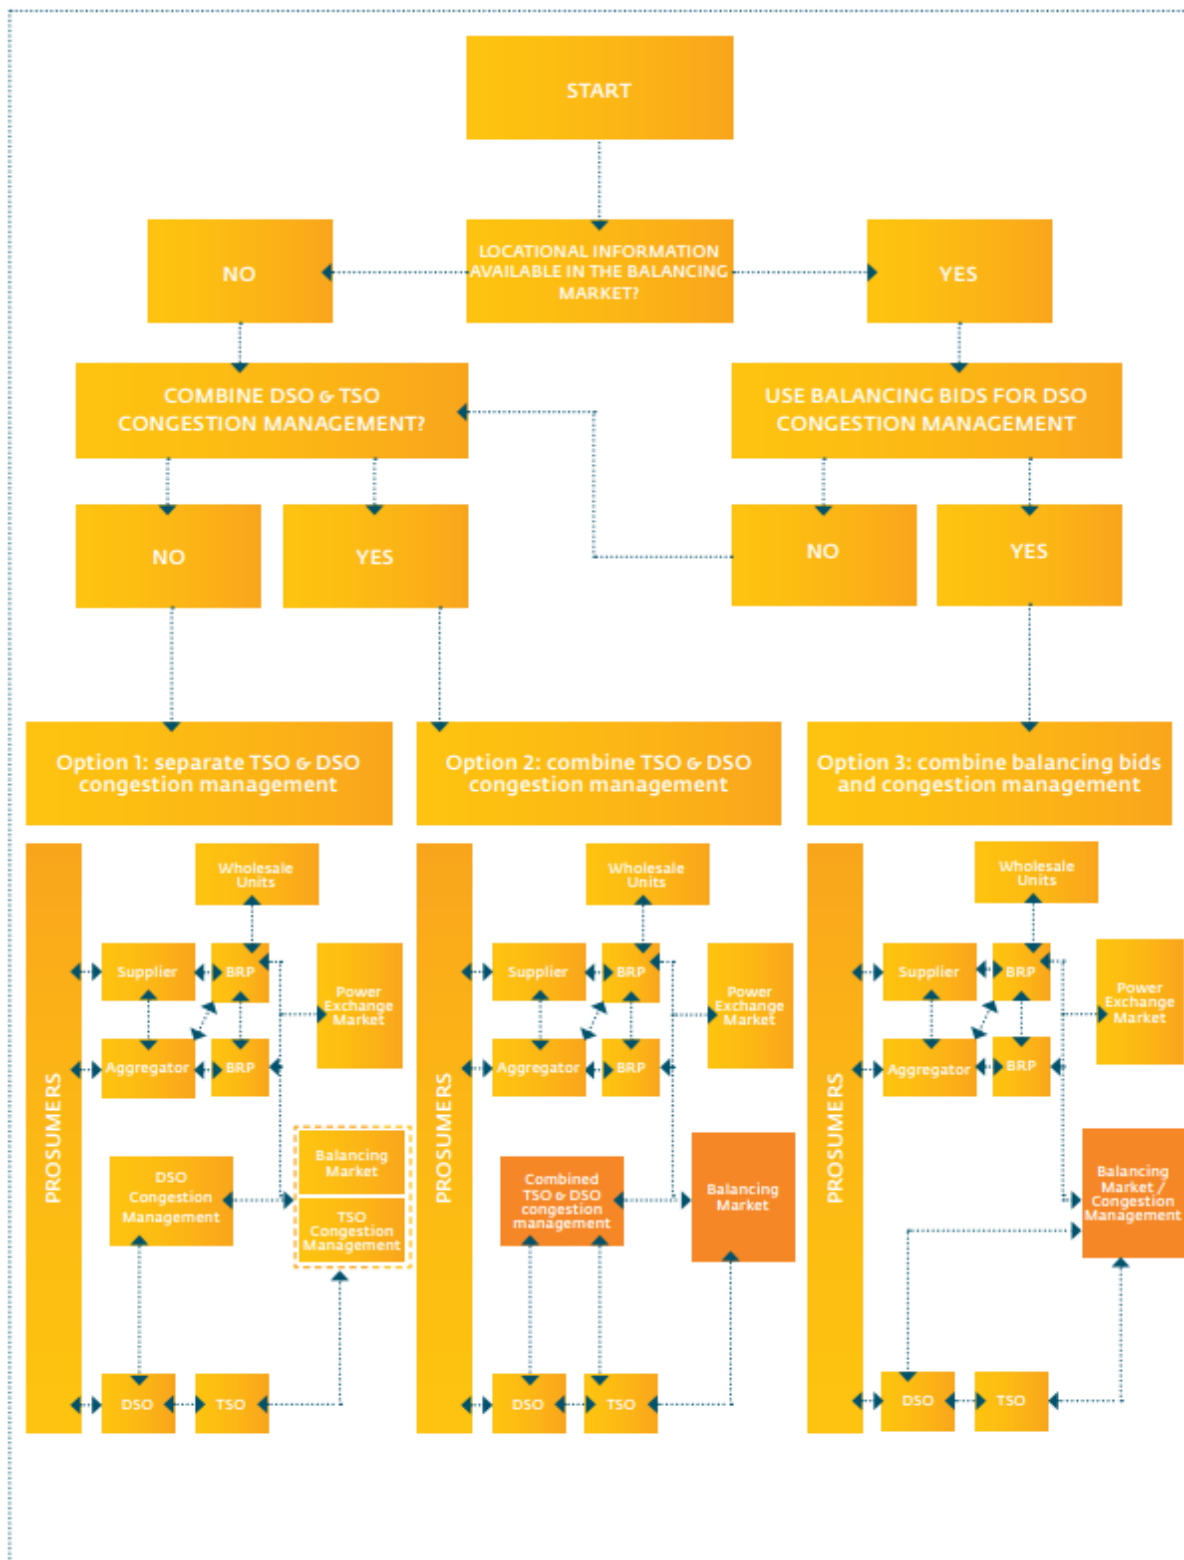 START
LOCATIONAL INFORMATION
AVAILABLE IN THE BALANCING
MARKET?
NO
YES
COMBINE DSO & TSO
CONGESTION MANAGEMENT?
USE BALANCING BIDS FOR DSO
CONGESTION MANAGEMENT
NO
YES
NO
YES
Option 1: separate TSO & DSO
congestion management
Option 2: combine TSO & DSO
congestion management
Option 3: combine balancing bids
and congestion management
PROSUMERS
Wholesale
Units
Supplier
BRP
Power
Exchange
Market
Aggregator
BRP
Balancing
Market
DSO
Congestion
Management
TSO
Congestion
Management
DSO
TSO
PROSUMERS
Wholesale
Units
Supplier
BRP
Power
Exchange
Market
Aggregator
BRP
Combined
TSO & DSO
congestion
management
Balancing
Market
DSO
TSO
PROSUMERS
Wholesale
Units
Supplier
BRP
Power
Exchange
Market
Aggregator
BRP
Balancing
Market /
Congestion
Management
DSO
TSO